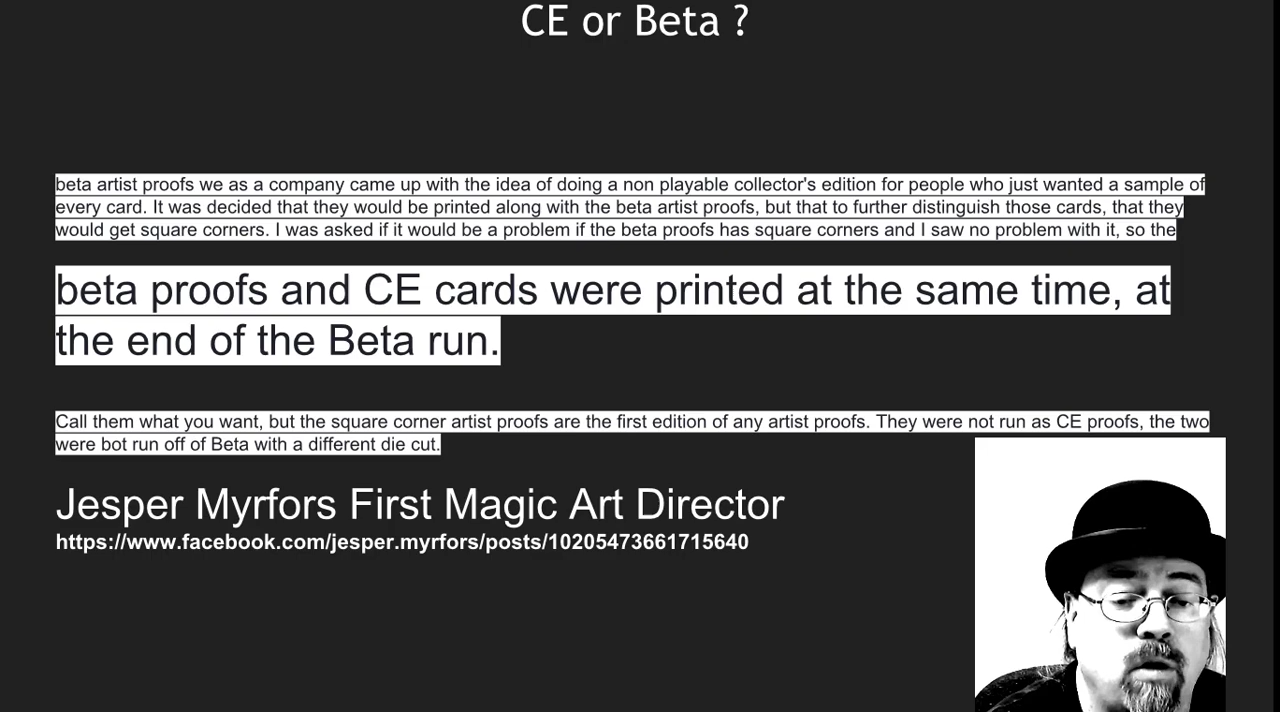 CE or Beta ?
beta artist proofs we as a company came up with the idea of doing a non playable collector's edition for people who just wanted a sample of
every card. It was decided that they would be printed along with the beta artist proofs, but that to further distinguish those cards, that they
would get square corners. I was asked if it would be a problem if the beta proofs has square corners and I saw no problem with it, so the
beta proofs and CE cards were printed at the same time, at
the end of the Beta run.
Call them what you want, but the square corner artist proofs are the first edition of any artist proofs. They were not run as CE proofs, the two
were bot run off of Beta with a different die cut.
Jesper Myrfors First Magic Art Director
https://www.facebook.com/jesper.myrfors/posts/10205473661715640